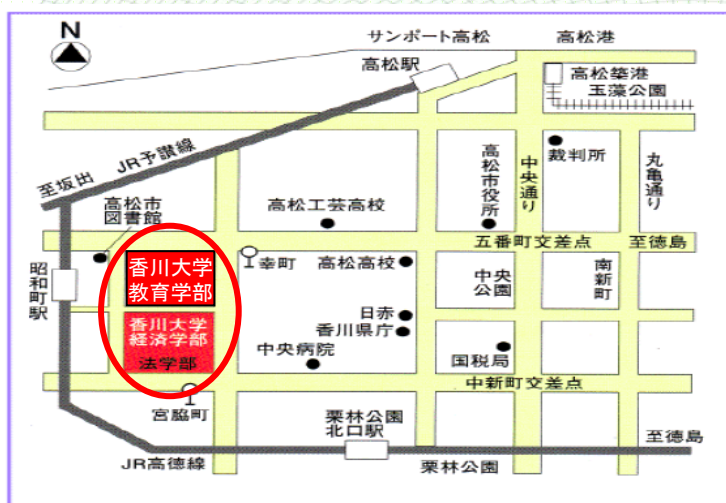 N
サンポート高松
高松港
高松駅
高松築港
玉藻公園
JR予讃線
至坂出
高松市
図書館
高松工芸高校
高松市役所
中央通り
裁判所
丸亀通り
五番町交差点
至徳島
昭和町駅
香川大学
教育学部
幸町
高松高校
中央
公園
南新町
香川大学
経済学部
法学部
日赤
香川県庁
中央病院
国税局
中新町交差点
宮脇町
栗林公園
北口駅
至徳島
JR高徳線
栗林公園